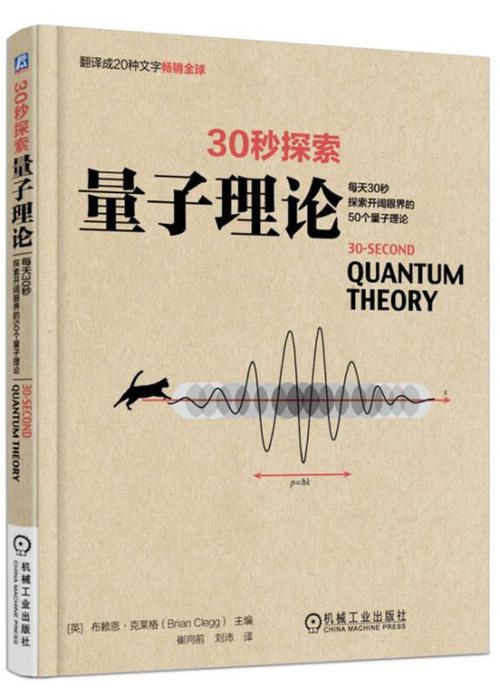 翻译成20种文字畅销全球
30秒探索
量子理论
每天30秒
探索开阔眼界的
50个量子理论
30-SECOND
QUANTUM
THEORY
x
p=ħk
[英] 布赖恩·克莱格(Brian Clegg) 主编
崔向前 刘沛 译
机械工业出版社
CHINA MACHINE PRESS
30秒探索
量子理论
每天30秒
探索开阔眼界的50个量子理论
30-SECOND
QUANTUM THEORY
机械工业出版社
CHINA MACHINE PRESS